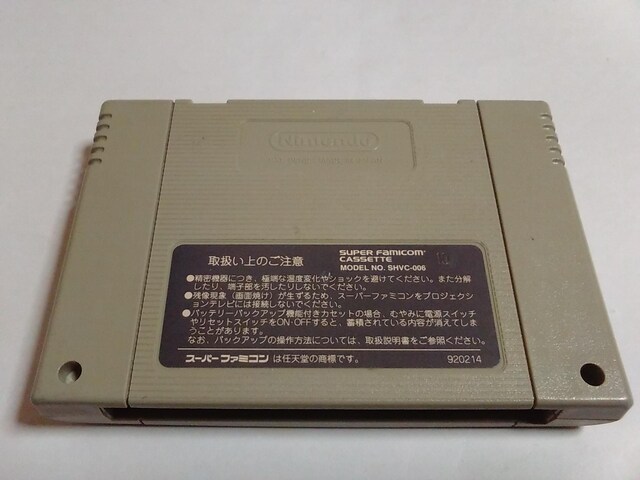 Nintendo
取扱い上のご注意
SUPER FAMICOM
CASSETTE
MODEL NO. SHVC-006
●精密機器につき、極端な温度変化やショックを避けてください。また分解
したり、端子部を汚したりしないでください。
●残像現象(画面焼け)が生ずるため、スーパーファミコンをプロジェクシ
ョンテレビには接続しないでください。
●バッテリーバックアップ機能付きカセットの場合、むやみに電源スイッチ
やリセットスイッチをON・OFFすると、蓄積されている内容が消えてしま
うことがあります。
なお、バックアップの操作方法については、取扱説明書をご参照ください。
スーパーファミコン は任天堂の商標です。
920214